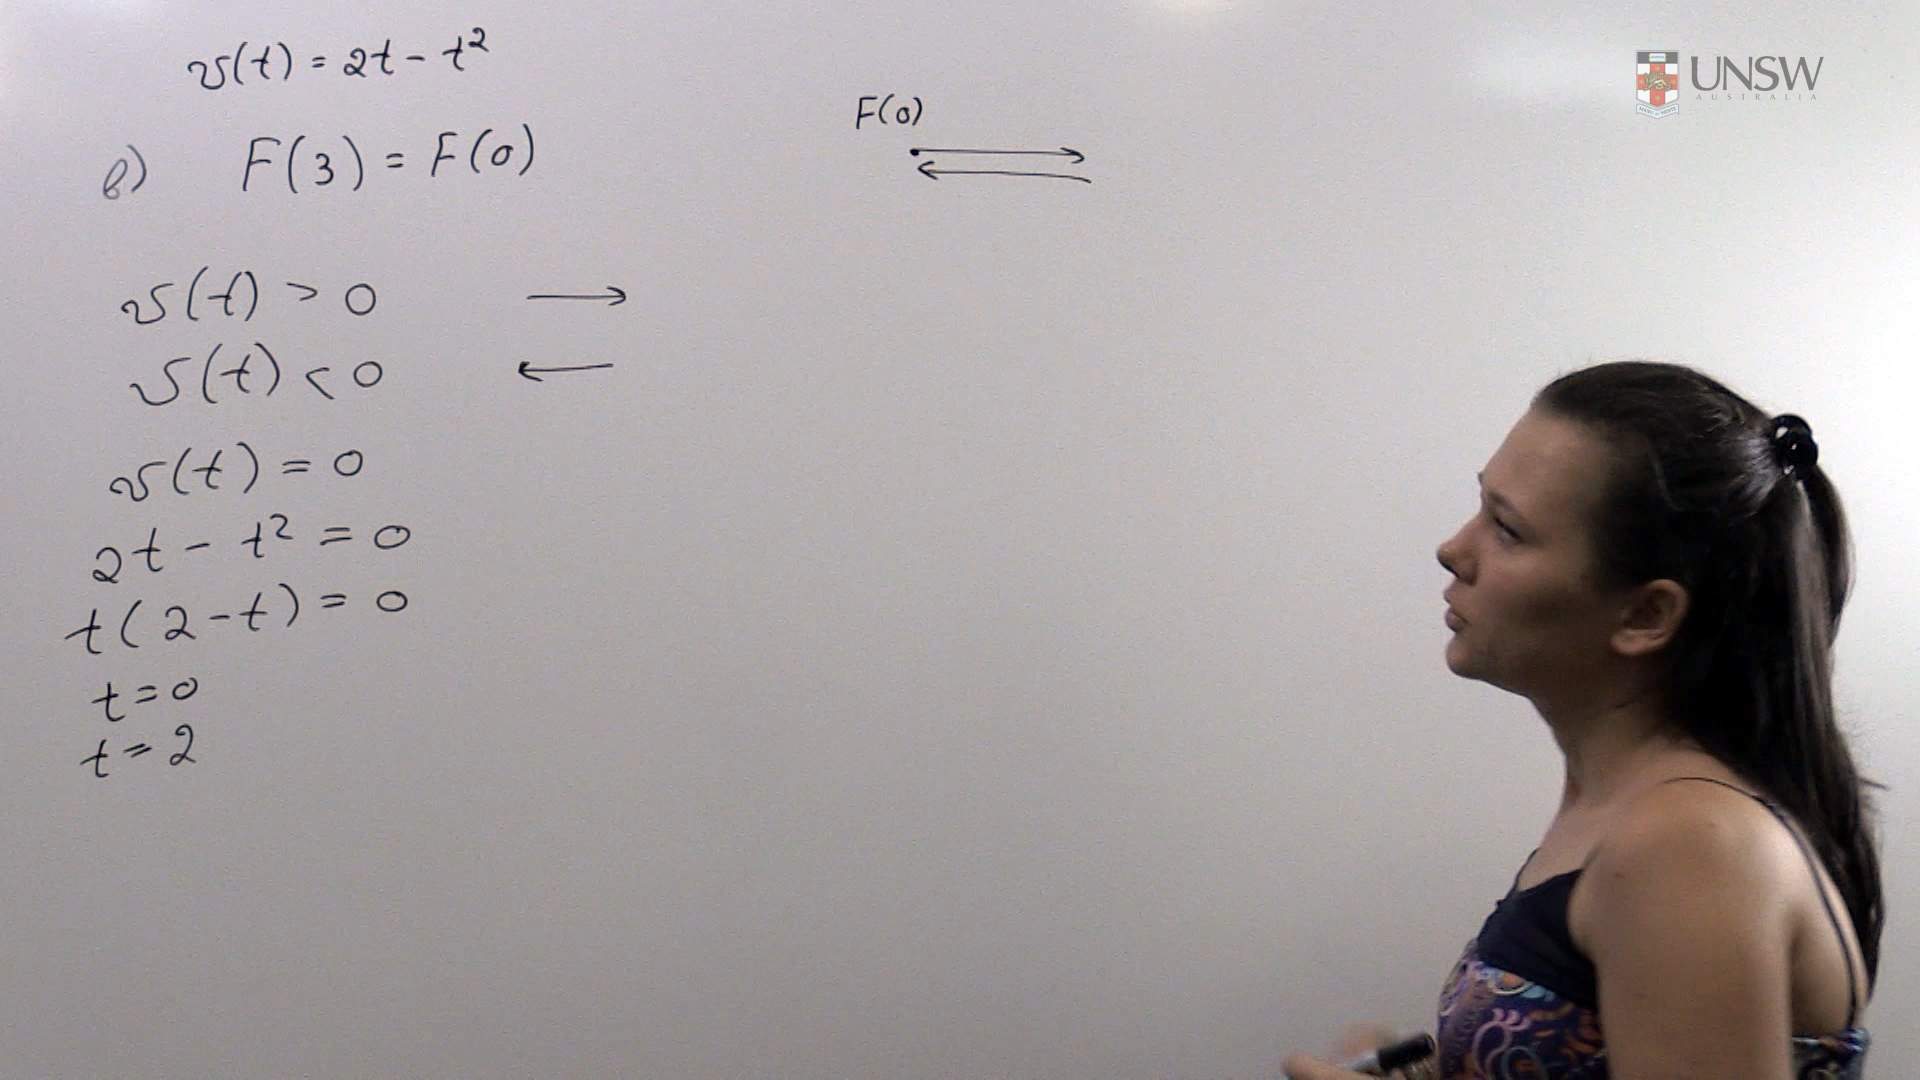 v(t) = 2t - t²
b) F(3) = F(0)
F(0)
v(t) > 0
v(t) < 0
v(t) = 0
2t - t² = 0
t(2 - t) = 0
t = 0
t = 2
UNSW
AUSTRALIA